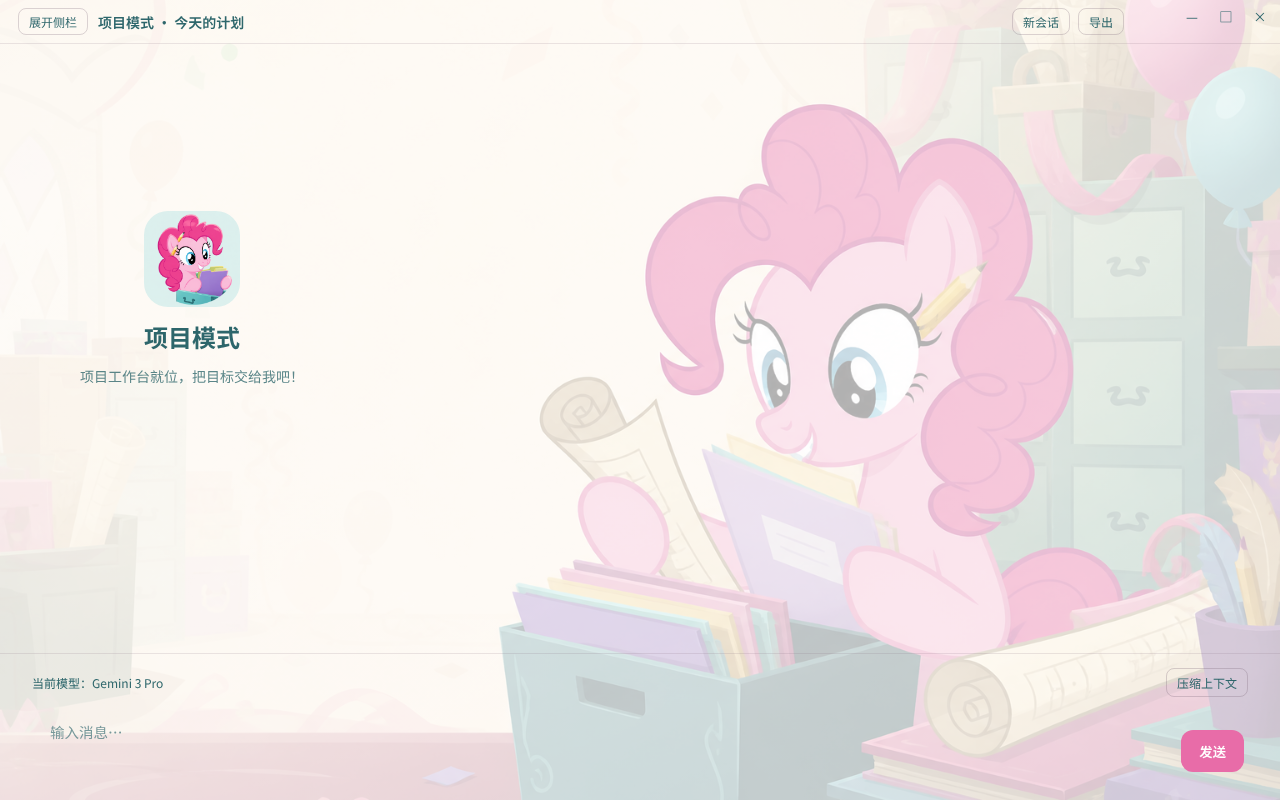 展开侧栏
项目模式 · 今天的计划
新会话
导出
项目模式
项目工作台就位，把目标交给我吧！
当前模型：Gemini 3 Pro
压缩上下文
输入消息…
发送